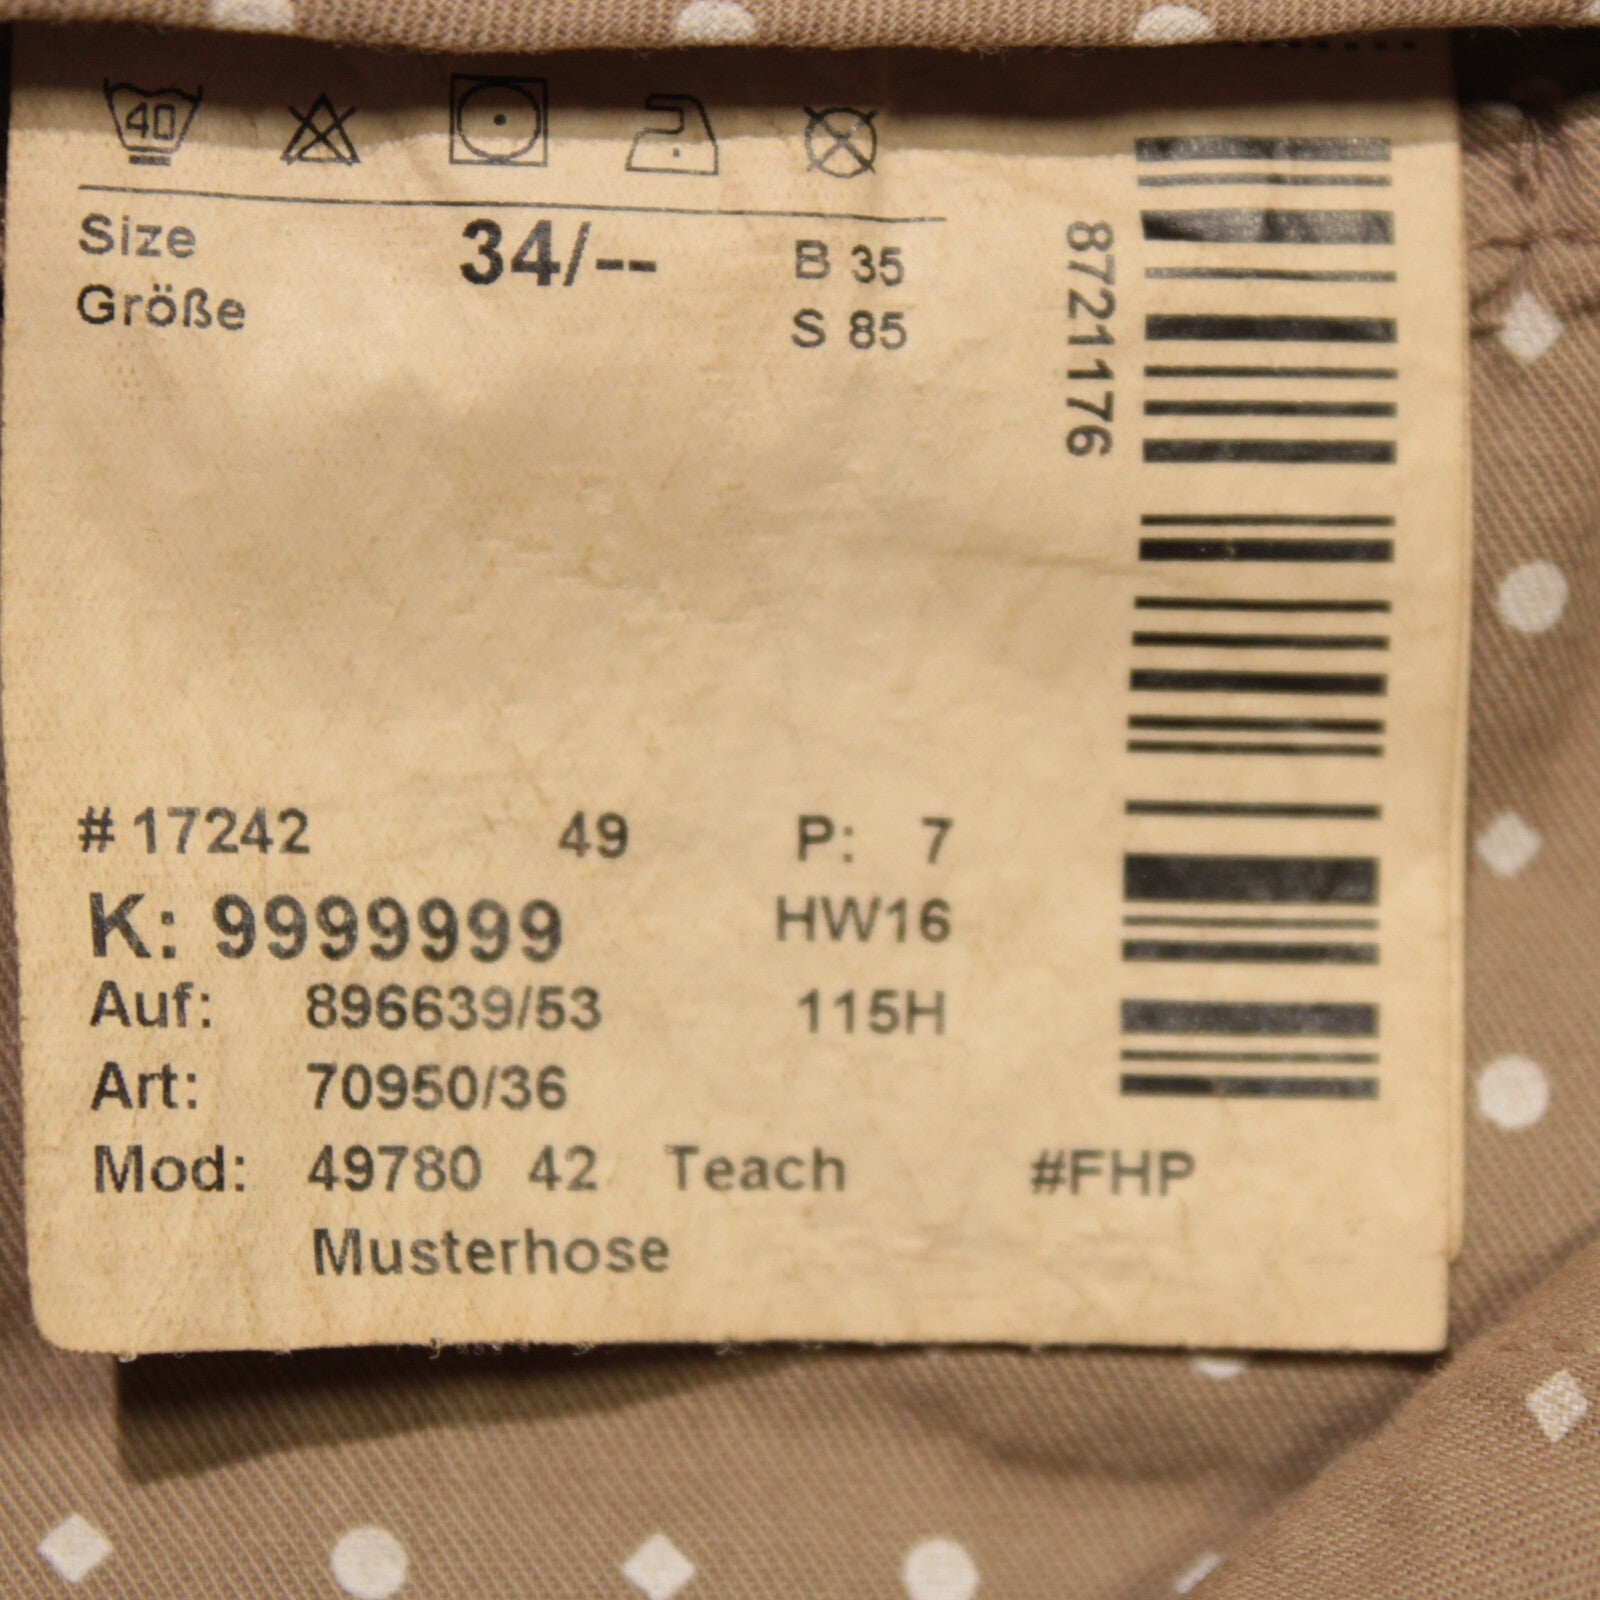 40
Size 34/-- B 35
Größe S 85
8721176
# 17242 49 P: 7
K: 9999999 HW16
Auf: 896639/53 115H
Art: 70950/36
Mod: 49780 42 Teach #FHP
Musterhose